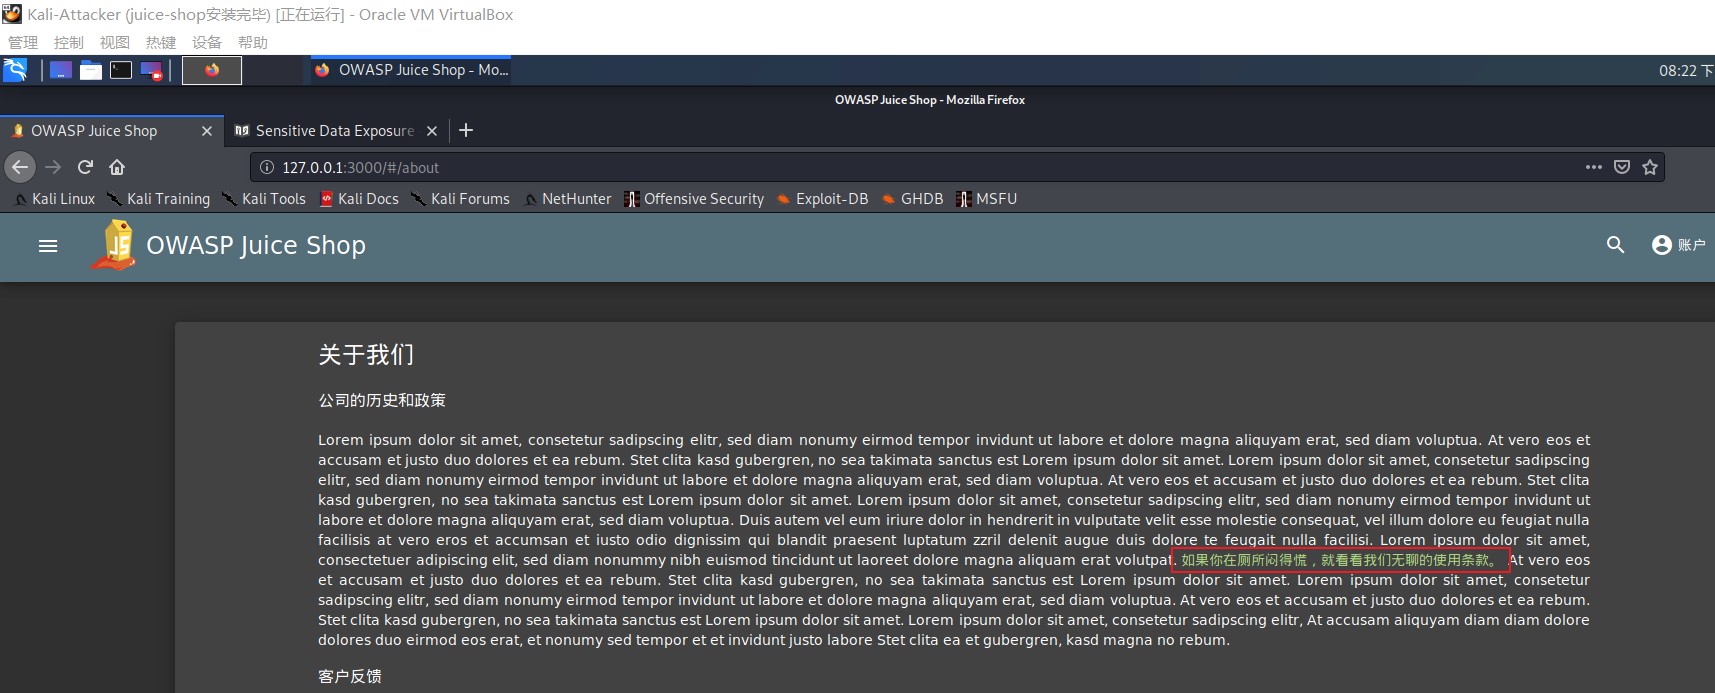 Kali-Attacker (juice-shop安装完毕) [正在运行] - Oracle VM VirtualBox
管理 控制 视图 热键 设备 帮助
OWASP Juice Shop - Mo... 08:22 下
OWASP Juice Shop - Mozilla Firefox
OWASP Juice Shop Sensitive Data Exposure
127.0.0.1:3000/#/about
Kali Linux Kali Training Kali Tools Kali Docs Kali Forums NetHunter Offensive Security Exploit-DB GHDB MSFU
OWASP Juice Shop 账户
关于我们
公司的历史和政策
Lorem ipsum dolor sit amet, consetetur sadipscing elitr, sed diam nonumy eirmod tempor invidunt ut labore et dolore magna aliquyam erat, sed diam voluptua. At vero eos et
accusam et justo duo dolores et ea rebum. Stet clita kasd gubergren, no sea takimata sanctus est Lorem ipsum dolor sit amet. Lorem ipsum dolor sit amet, consetetur sadipscing
elitr, sed diam nonumy eirmod tempor invidunt ut labore et dolore magna aliquyam erat, sed diam voluptua. At vero eos et accusam et justo duo dolores et ea rebum. Stet clita
kasd gubergren, no sea takimata sanctus est Lorem ipsum dolor sit amet. Lorem ipsum dolor sit amet, consetetur sadipscing elitr, sed diam nonumy eirmod tempor invidunt ut
labore et dolore magna aliquyam erat, sed diam voluptua. Duis autem vel eum iriure dolor in hendrerit in vulputate velit esse molestie consequat, vel illum dolore eu feugiat nulla
facilisis at vero eros et accumsan et iusto odio dignissim qui blandit praesent luptatum zzril delenit augue duis dolore te feugait nulla facilisi. Lorem ipsum dolor sit amet,
consectetuer adipiscing elit, sed diam nonummy nibh euismod tincidunt ut laoreet dolore magna aliquam erat volutpat. 如果你在厕所闷得慌，就看看我们无聊的使用条款。 At vero eos
et accusam et justo duo dolores et ea rebum. Stet clita kasd gubergren, no sea takimata sanctus est Lorem ipsum dolor sit amet. Lorem ipsum dolor sit amet, consetetur
sadipscing elitr, sed diam nonumy eirmod tempor invidunt ut labore et dolore magna aliquyam erat, sed diam voluptua. At vero eos et accusam et justo duo dolores et ea rebum.
Stet clita kasd gubergren, no sea takimata sanctus est Lorem ipsum dolor sit amet. Lorem ipsum dolor sit amet, consetetur sadipscing elitr, At accusam aliquyam diam diam dolore
dolores duo eirmod eos erat, et nonumy sed tempor et et invidunt justo labore Stet clita ea et gubergren, kasd magna no rebum.
客户反馈